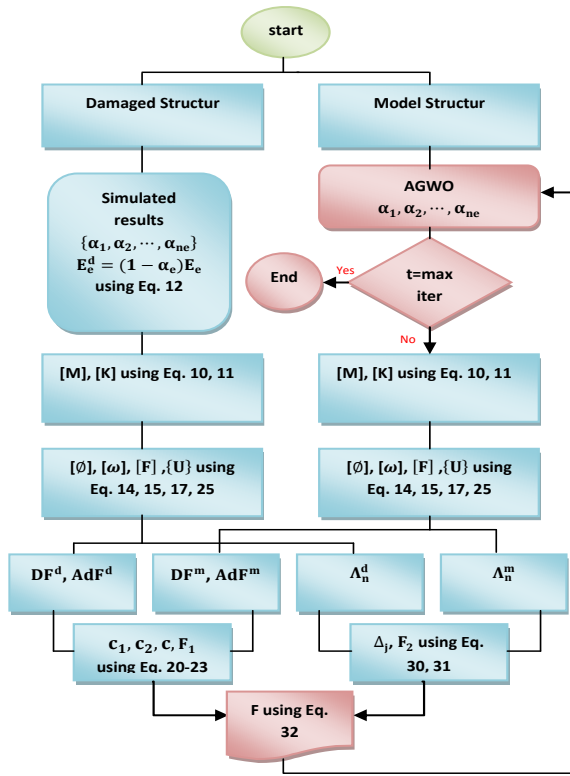 start
Damaged Structur
Model Structur
Simulated
results
{α₁, α₂, ⋯, αₙₑ}
Eₑᵈ = (1 − αₑ)Eₑ
using Eq. 12
AGWO
α₁, α₂, ⋯, αₙₑ
t=max
iter
Yes
End
No
[M], [K] using Eq. 10, 11
[M], [K] using Eq. 10, 11
[∅], [ω], [F] ,{U} using
Eq. 14, 15, 17, 25
[∅], [ω], [F] ,{U} using
Eq. 14, 15, 17, 25
DFᵈ, AdFᵈ
DFᵐ, AdFᵐ
Λₙᵈ
Λₙᵐ
c₁, c₂, c, F₁
using Eq. 20-23
Δⱼ, F₂ using Eq.
30, 31
F using Eq.
32